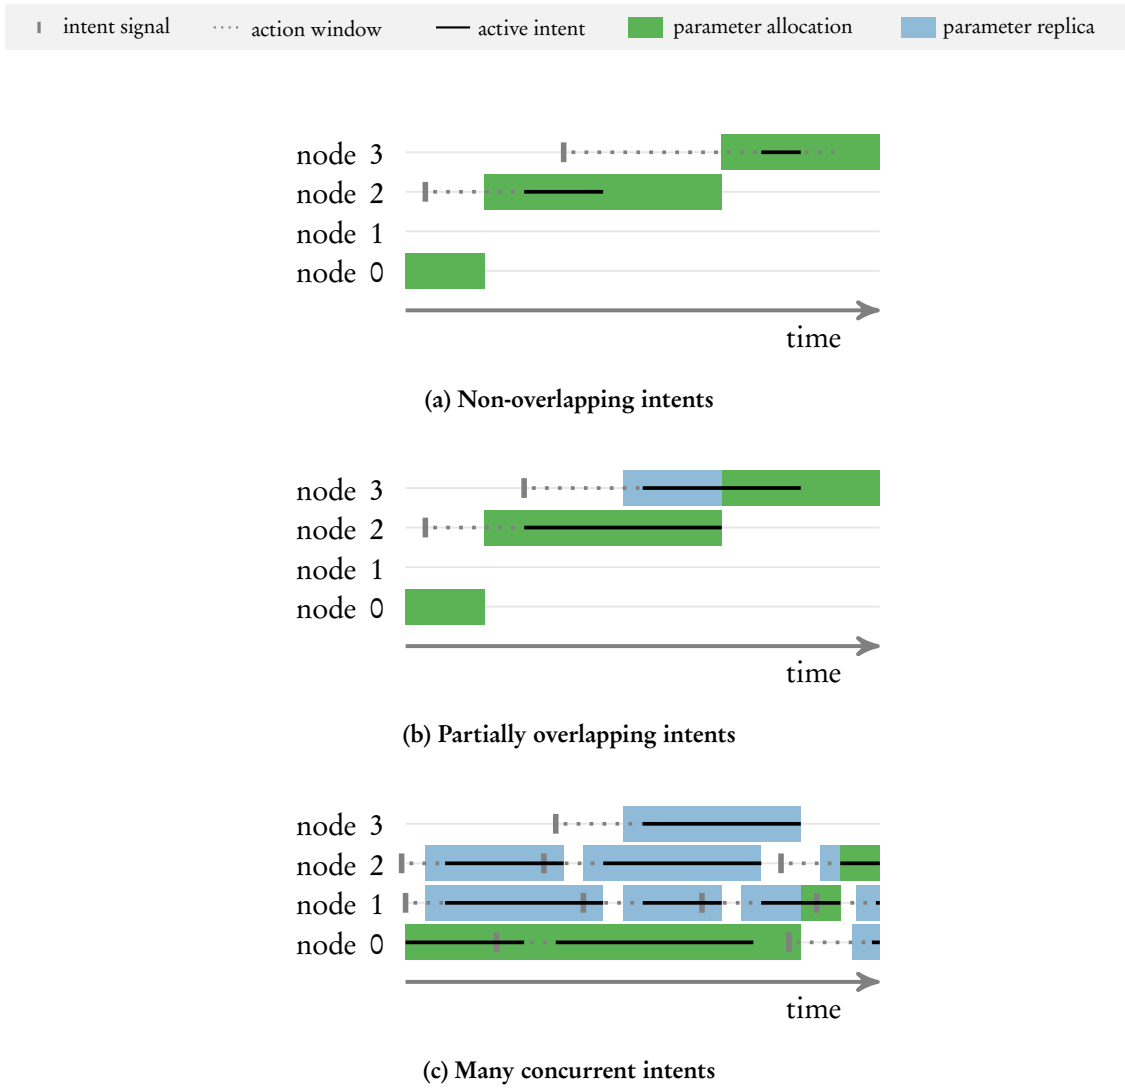 intent signal action window active intent parameter allocation parameter replica
node 3
node 2
node 1
node 0
time
(a) Non-overlapping intents
node 3
node 2
node 1
node 0
time
(b) Partially overlapping intents
node 3
node 2
node 1
node 0
time
(c) Many concurrent intents